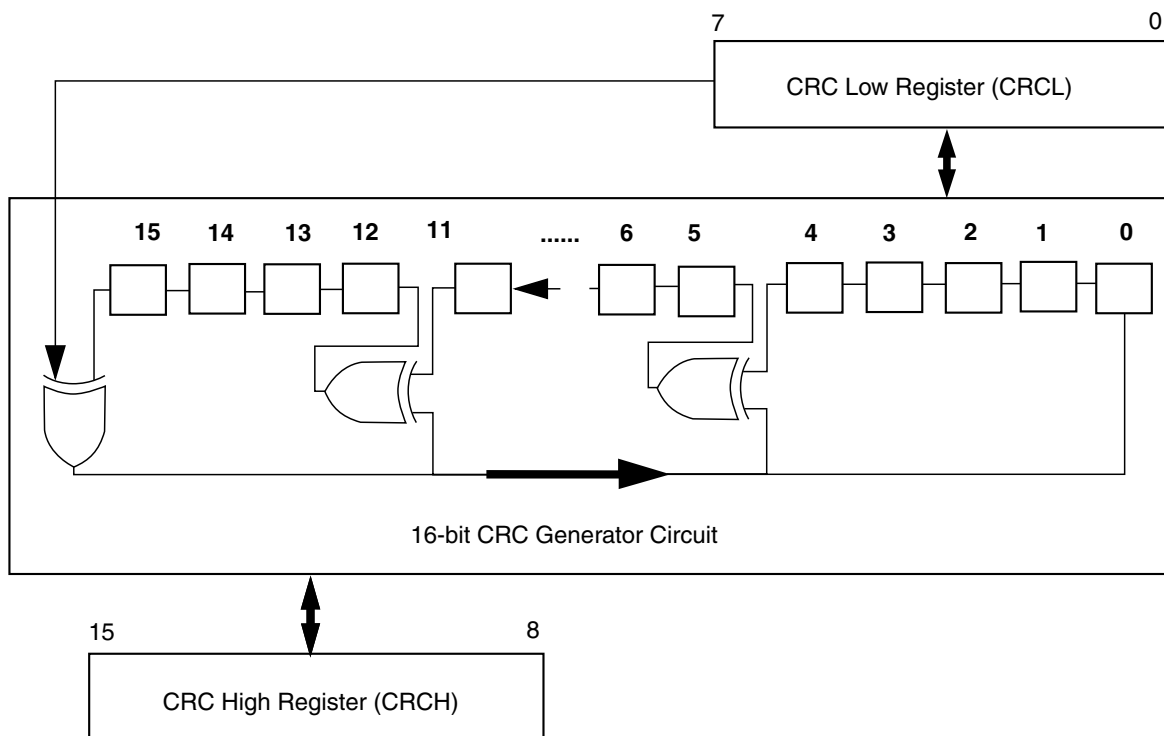 7 0
CRC Low Register (CRCL)
15 14 13 12 11 ...... 6 5 4 3 2 1 0
16-bit CRC Generator Circuit
15 8
CRC High Register (CRCH)